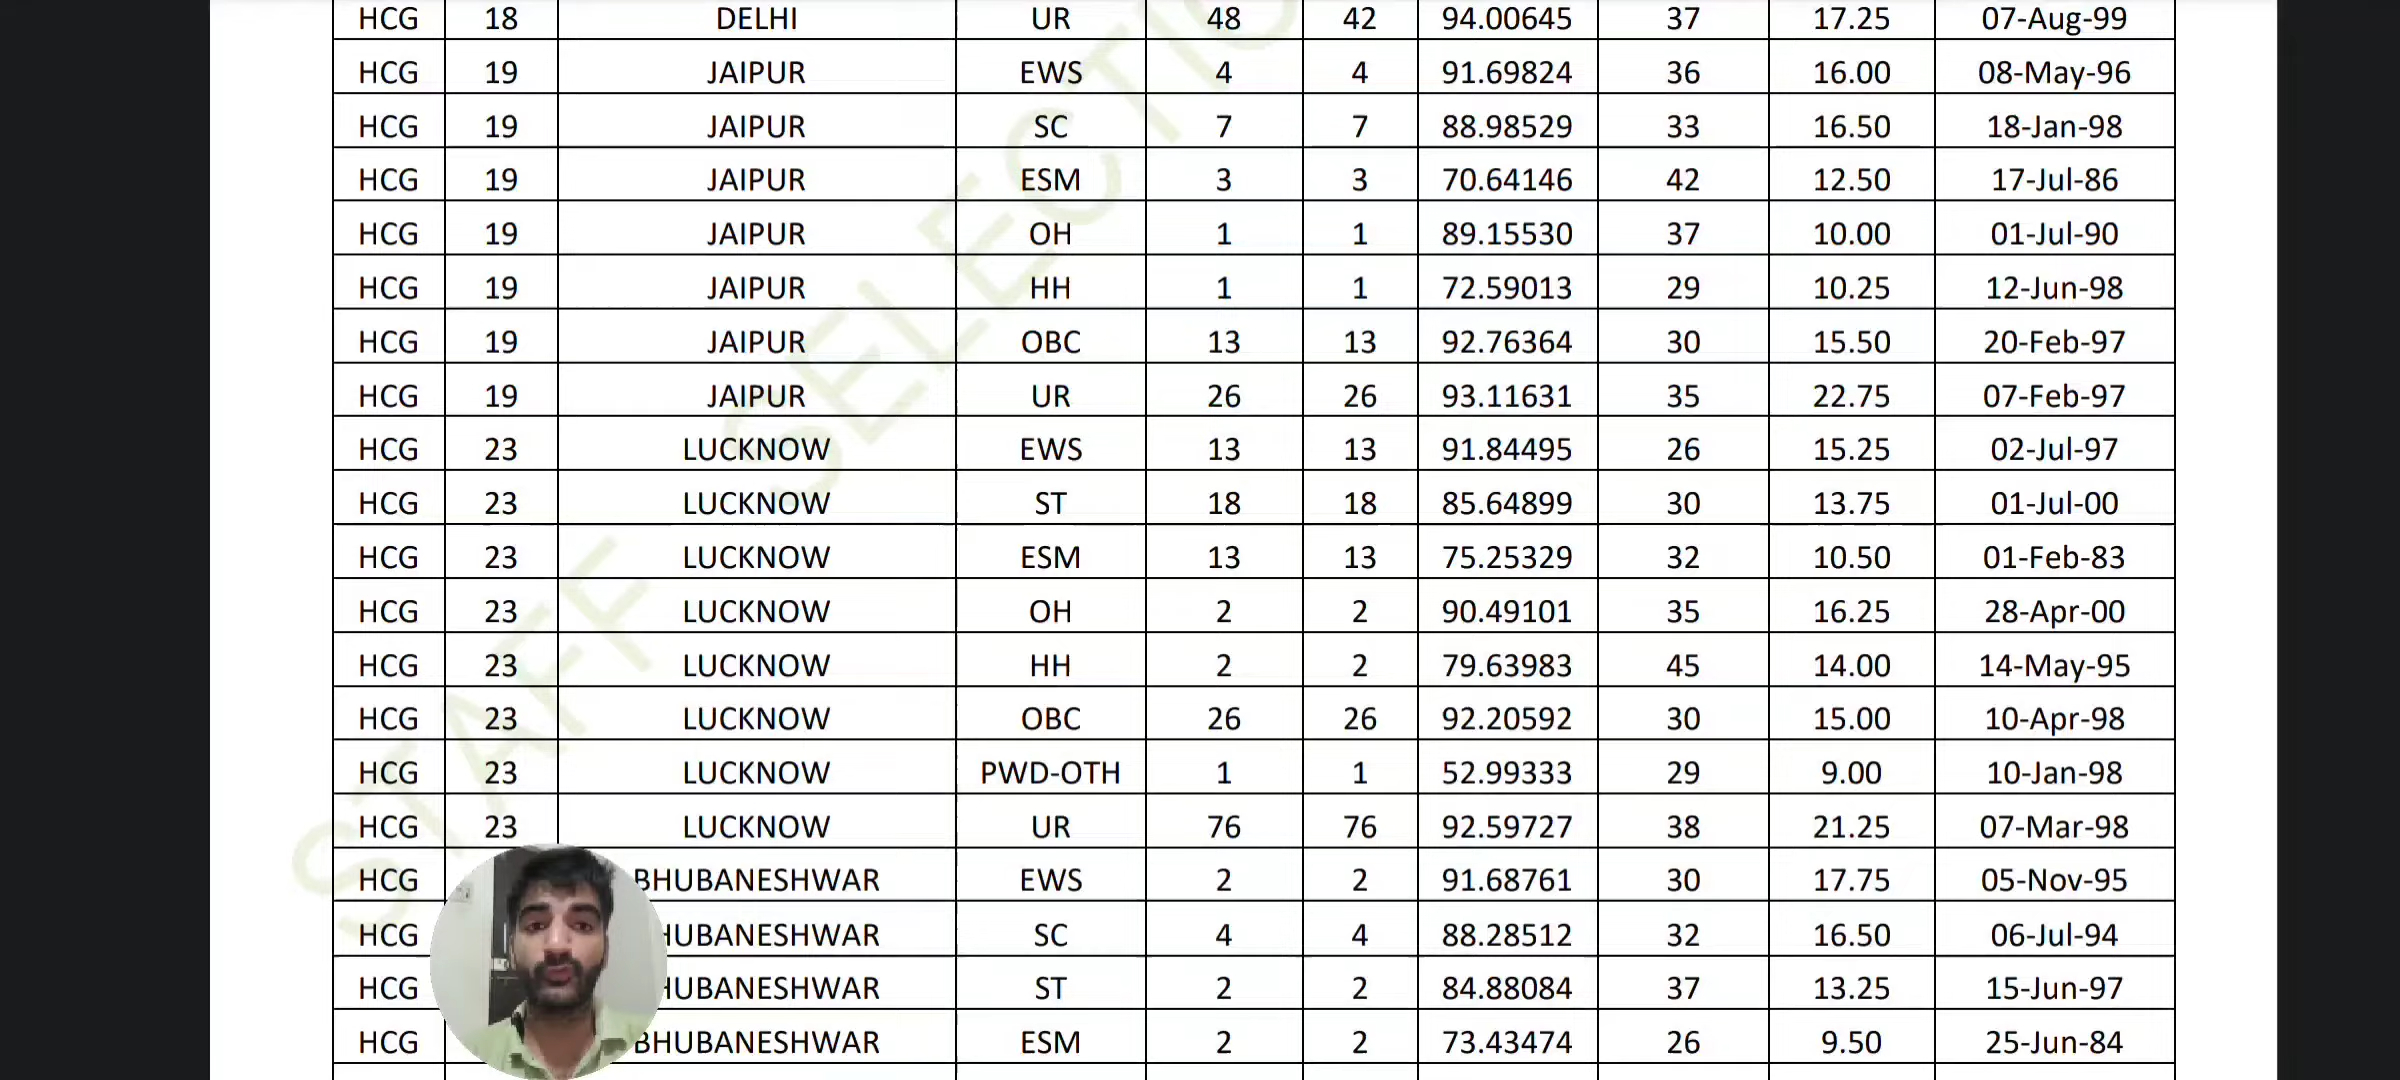 HCG 18 DELHI UR 48 42 94.00645 37 17.25 07-Aug-99
HCG 19 JAIPUR EWS 4 4 91.69824 36 16.00 08-May-96
HCG 19 JAIPUR SC 7 7 88.98529 33 16.50 18-Jan-98
HCG 19 JAIPUR ESM 3 3 70.64146 42 12.50 17-Jul-86
HCG 19 JAIPUR OH 1 1 89.15530 37 10.00 01-Jul-90
HCG 19 JAIPUR HH 1 1 72.59013 29 10.25 12-Jun-98
HCG 19 JAIPUR OBC 13 13 92.76364 30 15.50 20-Feb-97
HCG 19 JAIPUR UR 26 26 93.11631 35 22.75 07-Feb-97
HCG 23 LUCKNOW EWS 13 13 91.84495 26 15.25 02-Jul-97
HCG 23 LUCKNOW ST 18 18 85.64899 30 13.75 01-Jul-00
HCG 23 LUCKNOW ESM 13 13 75.25329 32 10.50 01-Feb-83
HCG 23 LUCKNOW OH 2 2 90.49101 35 16.25 28-Apr-00
HCG 23 LUCKNOW HH 2 2 79.63983 45 14.00 14-May-95
HCG 23 LUCKNOW OBC 26 26 92.20592 30 15.00 10-Apr-98
HCG 23 LUCKNOW PWD-OTH 1 1 52.99333 29 9.00 10-Jan-98
HCG 23 LUCKNOW UR 76 76 92.59727 38 21.25 07-Mar-98
HCG BHUBANESHWAR EWS 2 2 91.68761 30 17.75 05-Nov-95
HCG HUBANESHWAR SC 4 4 88.28512 32 16.50 06-Jul-94
HCG HUBANESHWAR ST 2 2 84.88084 37 13.25 15-Jun-97
HCG BHUBANESHWAR ESM 2 2 73.43474 26 9.50 25-Jun-84
STAFF SELECTIO